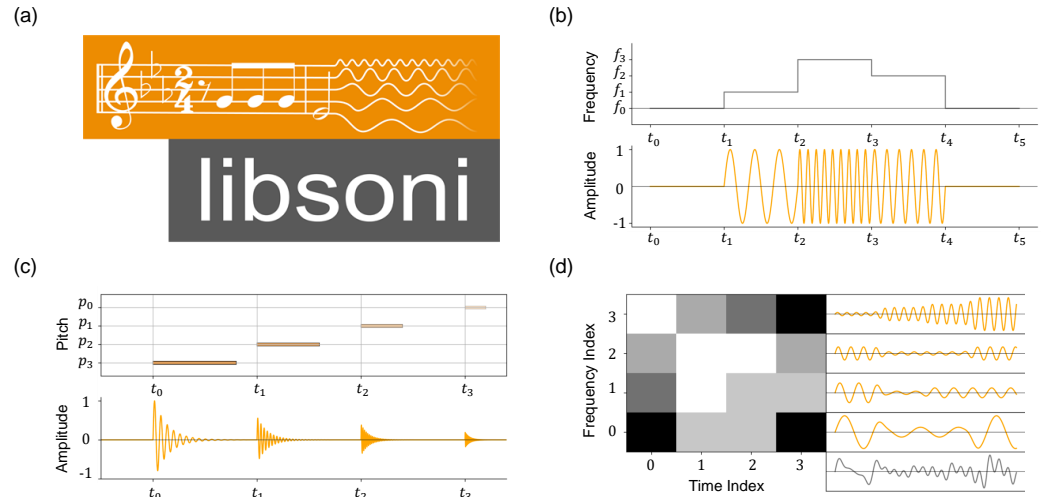 (a)
2
4
libsoni
(b)
Frequency
f₃
f₂
f₁
f₀
t₀ t₁ t₂ t₃ t₄ t₅
Amplitude
1
0
-1
t₀ t₁ t₂ t₃ t₄ t₅
(c)
Pitch
p₀
p₁
p₂
p₃
t₀ t₁ t₂ t₃
Amplitude
1
0
-1
t₀ t₁ t₂ t₃
(d)
Frequency Index
3
2
1
0
0 1 2 3
Time Index